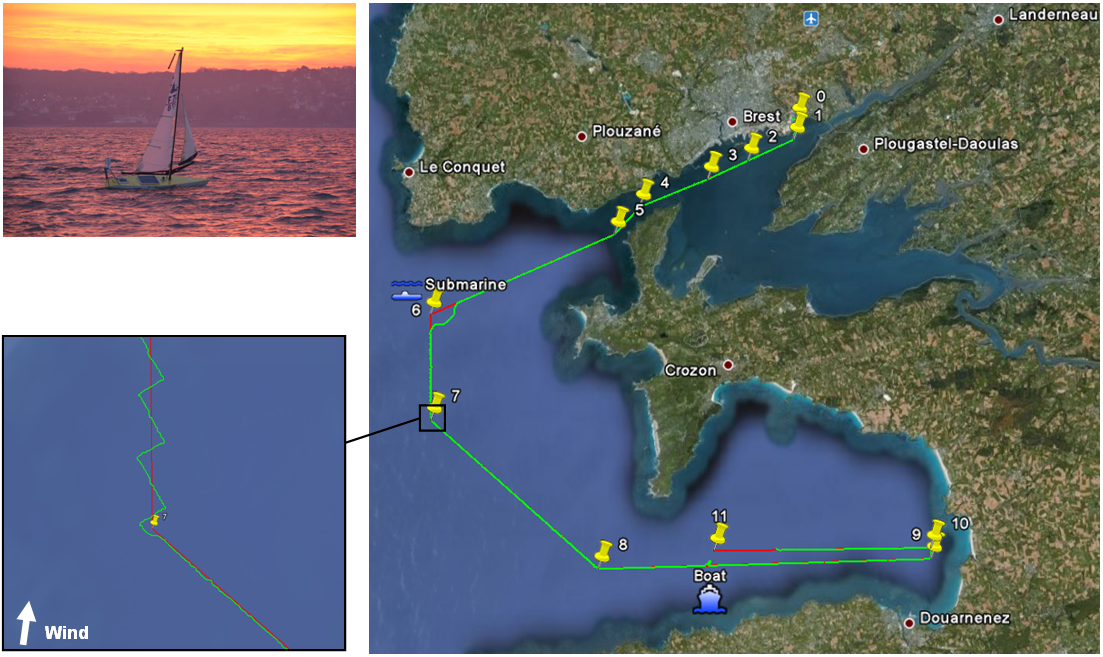 Landerneau
0
Brest
1
Plouzané
2
Plougastel-Daoulas
3
Le Conquet
4
5
Submarine
6
Crozon
7
7
11
10
9
8
Boat
Douarnenez
Wind